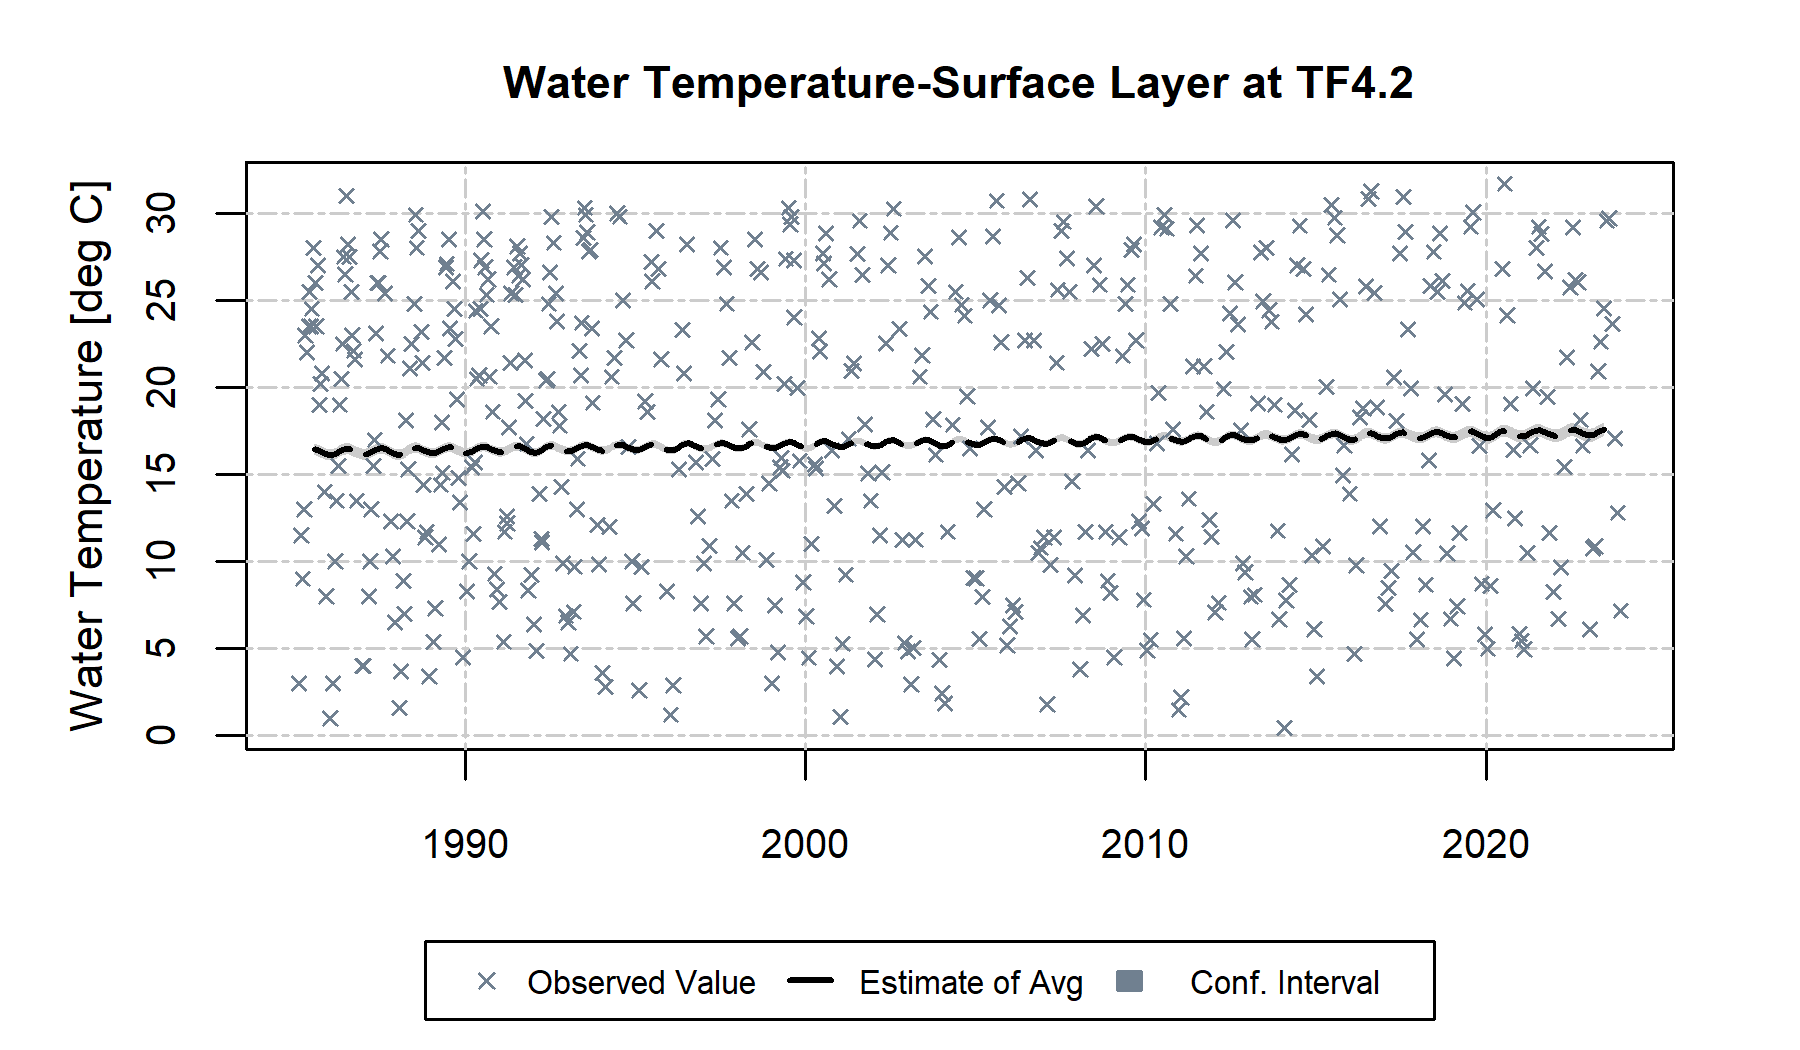 Water Temperature-Surface Layer at TF4.2
Water Temperature [deg C]
30
25
20
15
10
5
0
1990 2000 2010 2020
Observed Value Estimate of Avg Conf. Interval